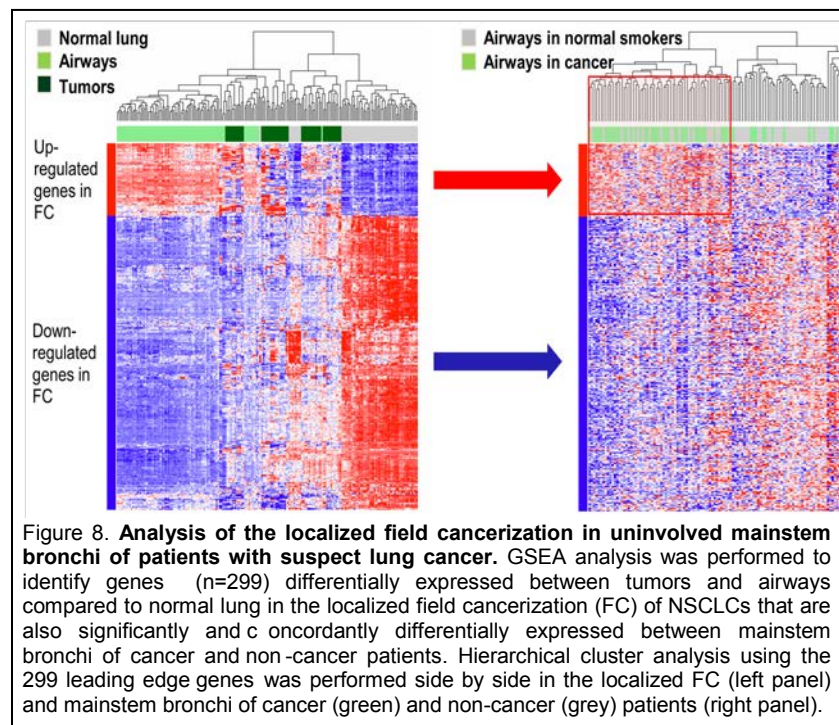 Normal lung
Airways
Tumors
Airways in normal smokers
Airways in cancer
Up-
regulated
genes in
FC
Down-
regulated
genes in
FC
Figure 8. Analysis of the localized field cancerization in uninvolved mainstem
bronchi of patients with suspect lung cancer. GSEA analysis was performed to
identify genes (n=299) differentially expressed between tumors and airways
compared to normal lung in the localized field cancerization (FC) of NSCLCs that are
also significantly and c oncordantly differentially expressed between mainstem
bronchi of cancer and non-cancer patients. Hierarchical cluster analysis using the
299 leading edge genes was performed side by side in the localized FC (left panel)
and mainstem bronchi of cancer (green) and non-cancer (grey) patients (right panel).